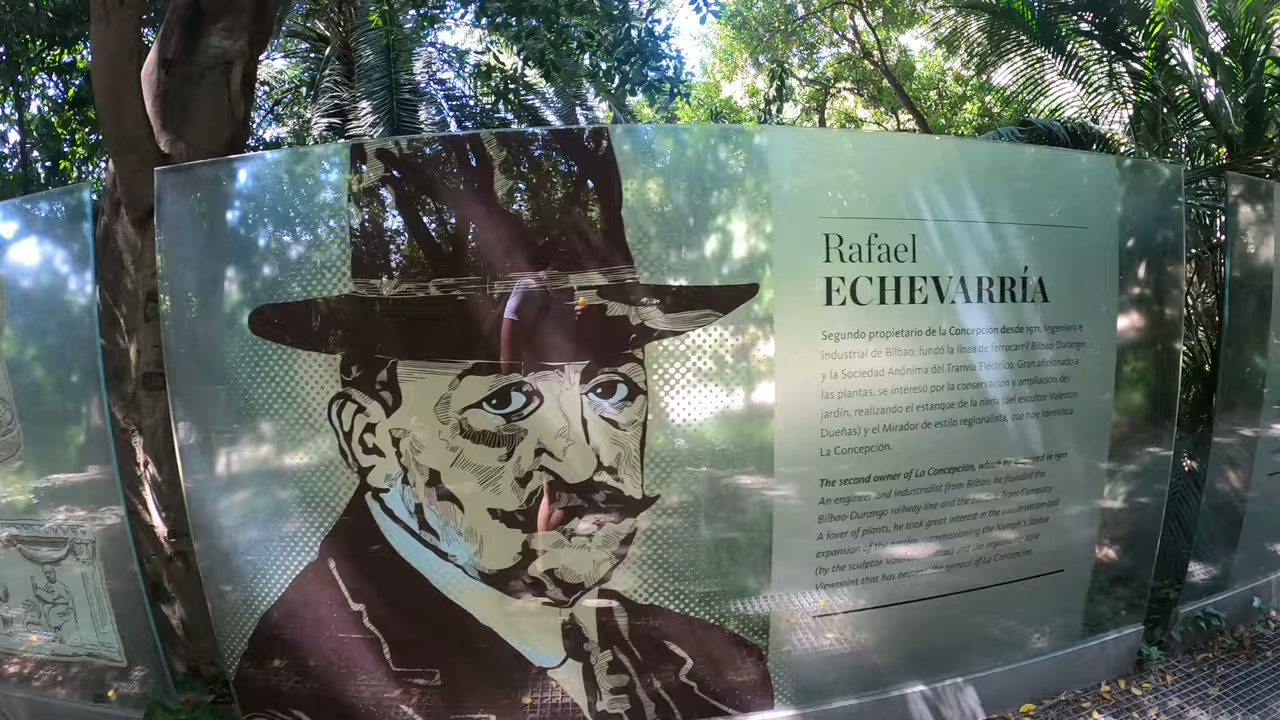 Rafael
ECHEVARRÍA
Segundo propietario de la Concepción desde 1911. Ingeniero e
industrial de Bilbao, fundó la línea de ferrocarril Bilbao-Durango
y la Sociedad Anónima del Tranvía Eléctrico. Gran aficionado a
las plantas, se interesó por la conservación y ampliación del
jardín, realizando el estanque de la ninfa (del escultor Valentín
Dueñas) y el Mirador de estilo regionalista, que hoy identifica
La Concepción.
The second owner of La Concepción, which he acquired in 1911.
An engineer and industrialist from Bilbao, he founded the
Bilbao-Durango railway line and the Tram Company.
A lover of plants, he took great interest in the conservation and
expansion of the garden, commissioning the Nymph's Statue
(by the sculptor Valentín Dueñas) and the regionalist-style
Viewpoint that has become the symbol of La Concepción.